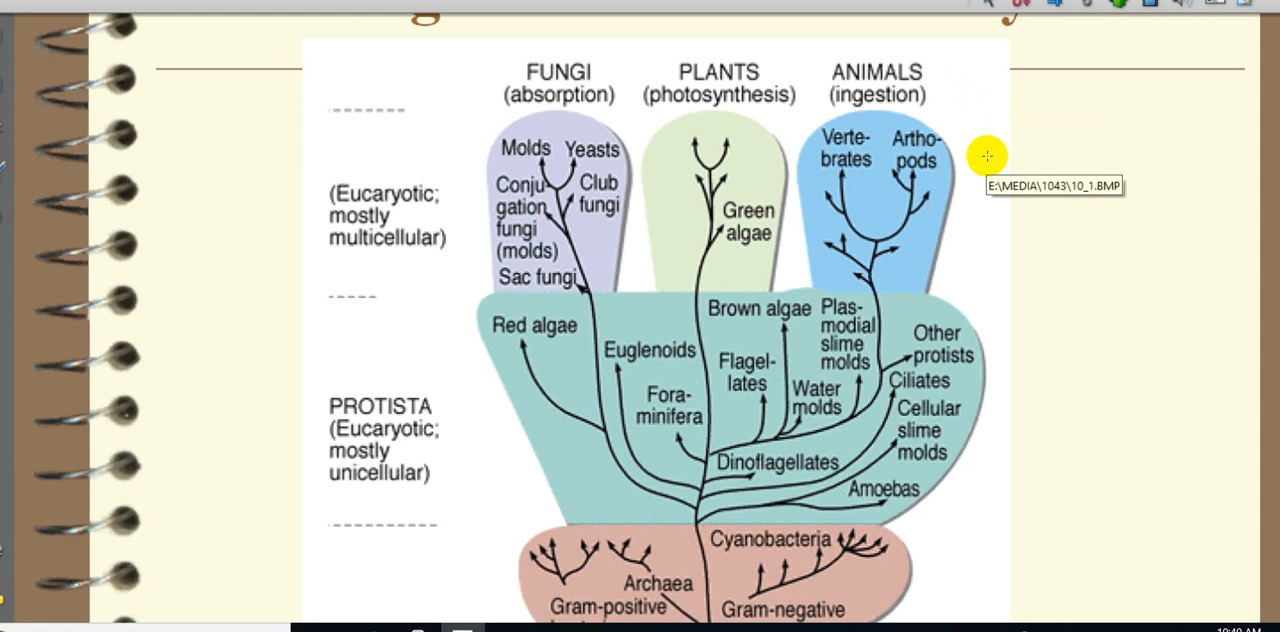 FUNGI
(absorption)
PLANTS
(photosynthesis)
ANIMALS
(ingestion)
Molds
Yeasts
Conju-
gation
fungi
(molds)
Club
fungi
Sac fungi
Green
algae
Verte-
brates
Artho-
pods
E:\MEDIA\1043\10_1.BMP
(Eucaryotic;
mostly
multicellular)
Red algae
Euglenoids
Fora-
minifera
Brown algae
Flagel-
lates
Plas-
modial
slime
molds
Water
molds
Other
protists
Ciliates
Cellular
slime
molds
Dinoflagellates
Amoebas
PROTISTA
(Eucaryotic;
mostly
unicellular)
Cyanobacteria
Archaea
Gram-positive
Gram-negative